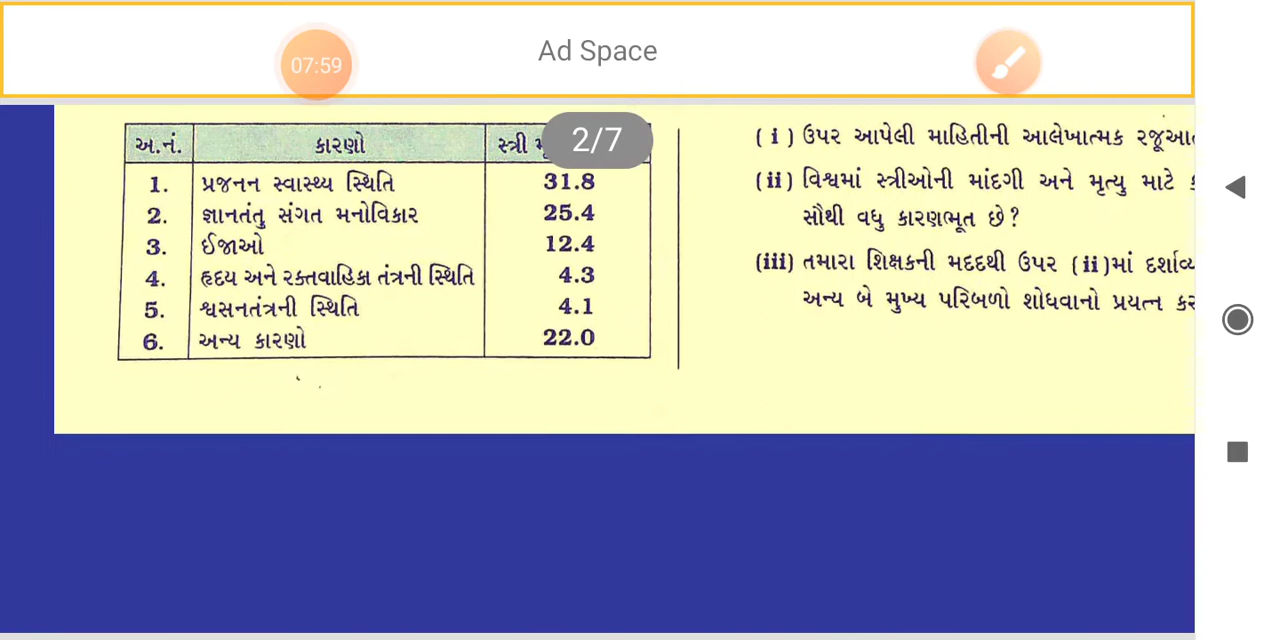 Ad Space
07:59
2/7
અ.નં. કારણો સ્ત્રી
1. પ્રજનન સ્વાસ્થ્ય સ્થિતિ 31.8
2. જ્ઞાનતંતુ સંગત મનોવિકાર 25.4
3. ઈજાઓ 12.4
4. હૃદય અને રક્તવાહિકા તંત્રની સ્થિતિ 4.3
5. શ્વસનતંત્રની સ્થિતિ 4.1
6. અન્ય કારણો 22.0
(i) ઉપર આપેલી માહિતીની આલેખાત્મક
(ii) વિશ્વમાં સ્ત્રીઓની માંદગી અને મૃત્યુ માટે
સૌથી વધુ કારણભૂત છે?
(iii) તમારા શિક્ષકની મદદથી ઉપર (ii)માં
અન્ય બે મુખ્ય પરિબળો શોધવાનો પ્રયત્ન